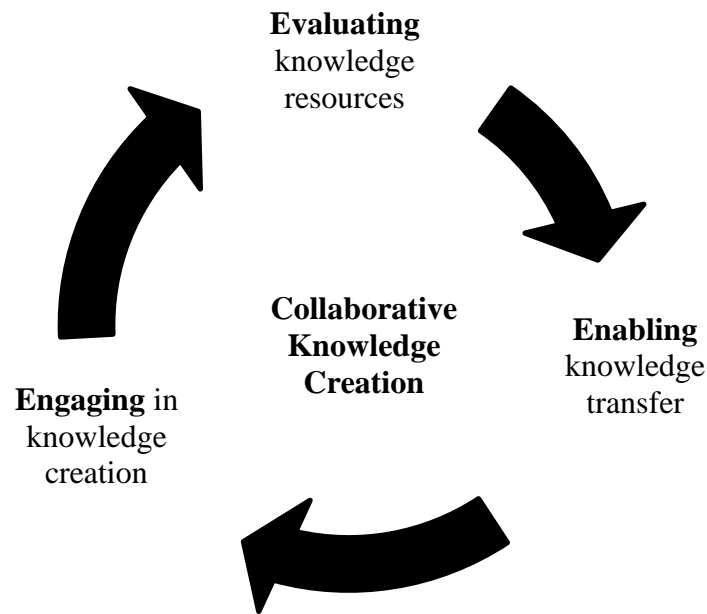 Evaluating
knowledge
resources
Collaborative
Knowledge
Creation
Enabling
knowledge
transfer
Engaging in
knowledge
creation